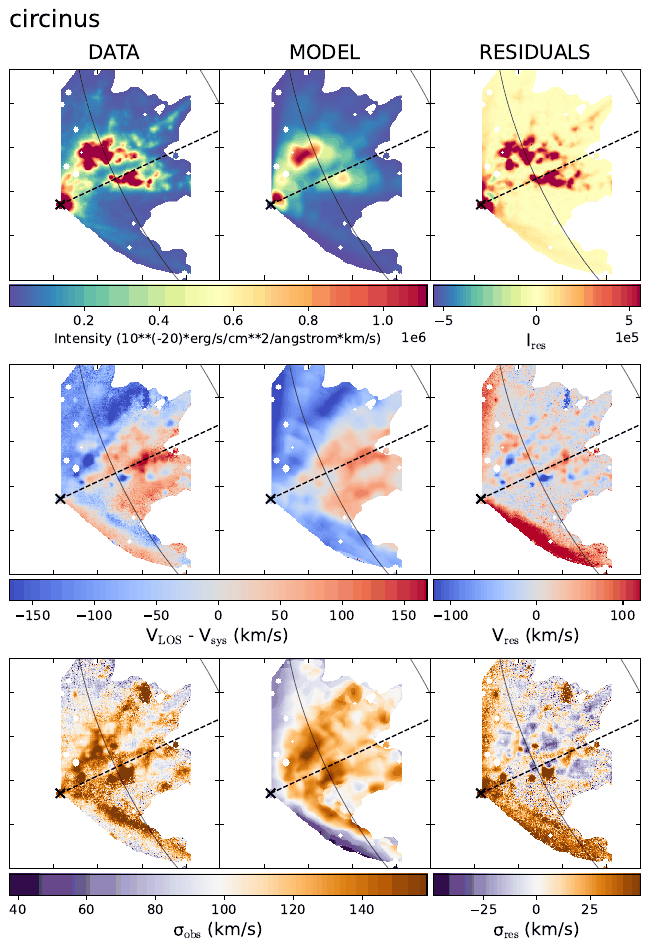 circinus
DATA MODEL RESIDUALS
0.2 0.4 0.6 0.8 1.0 −5 0 5
Intensity (10**(-20)*erg/s/cm**2/angstrom*km/s) 1e6 I_res 1e5
−150 −100 −50 0 50 100 150 −100 0 100
V_LOS - V_sys (km/s) V_res (km/s)
40 60 80 100 120 140 −25 0 25
σ_obs (km/s) σ_res (km/s)